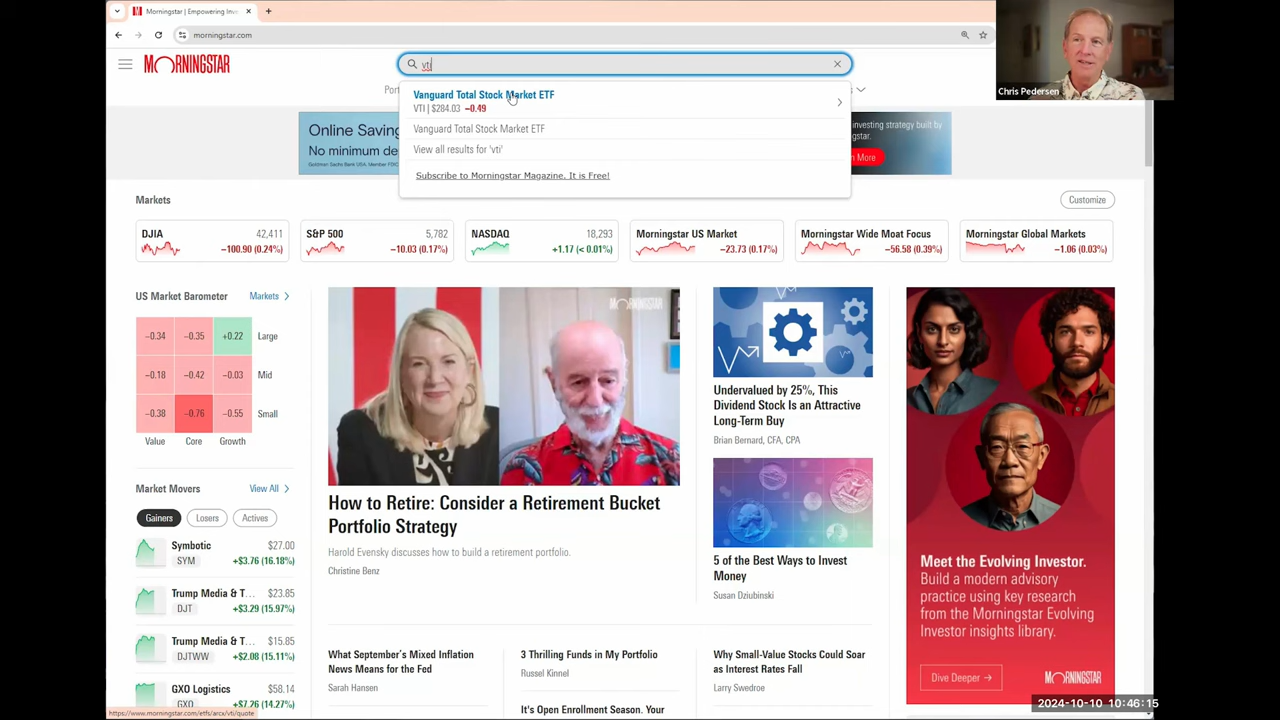 Morningstar | Empowering Inv
morningstar.com
MORNINGSTAR
vti
Vanguard Total Stock Market ETF
VTI | $284.03 −0.49
Vanguard Total Stock Market ETF
View all results for 'vti'
Subscribe to Morningstar Magazine. It is Free!
Chris Pedersen
Port
Online Saving
No minimum de
Goldman Sachs Bank USA, Member FDIC
investing strategy built by
gstar.
n More
Markets
Customize
DJIA
42,411
−100.90 (0.24%)
S&P 500
5,782
−10.03 (0.17%)
NASDAQ
18,293
+1.17 (< 0.01%)
Morningstar US Market
−23.73 (0.17%)
Morningstar Wide Moat Focus
−56.58 (0.39%)
Morningstar Global Markets
−1.06 (0.03%)
US Market Barometer
Markets
−0.34 −0.35 +0.22 Large
−0.18 −0.42 −0.03 Mid
−0.38 −0.76 −0.55 Small
Value Core Growth
Market Movers
View All
Gainers Losers Actives
Symbotic $27.00
SYM +$3.76 (16.18%)
Trump Media & T... $23.85
DJT +$3.29 (15.97%)
Trump Media & T... $15.85
DJTWW +$2.08 (15.11%)
GXO Logistics $58.14
GXO +$7.26 (14.27%)
MORNINGSTAR
How to Retire: Consider a Retirement Bucket
Portfolio Strategy
Harold Evensky discusses how to build a retirement portfolio.
Christine Benz
Undervalued by 25%, This
Dividend Stock Is an Attractive
Long-Term Buy
Brian Bernard, CFA, CPA
5 of the Best Ways to Invest
Money
Susan Dziubinski
Meet the Evolving Investor.
Build a modern advisory
practice using key research
from the Morningstar Evolving
Investor insights library.
Dive Deeper →
MORNINGSTAR
What September's Mixed Inflation
News Means for the Fed
Sarah Hansen
3 Thrilling Funds in My Portfolio
Russel Kinnel
It's Open Enrollment Season. Your
Why Small-Value Stocks Could Soar
as Interest Rates Fall
Larry Swedroe
https://www.morningstar.com/etfs/arcx/vti/quote
2024-10-10 10:46:15